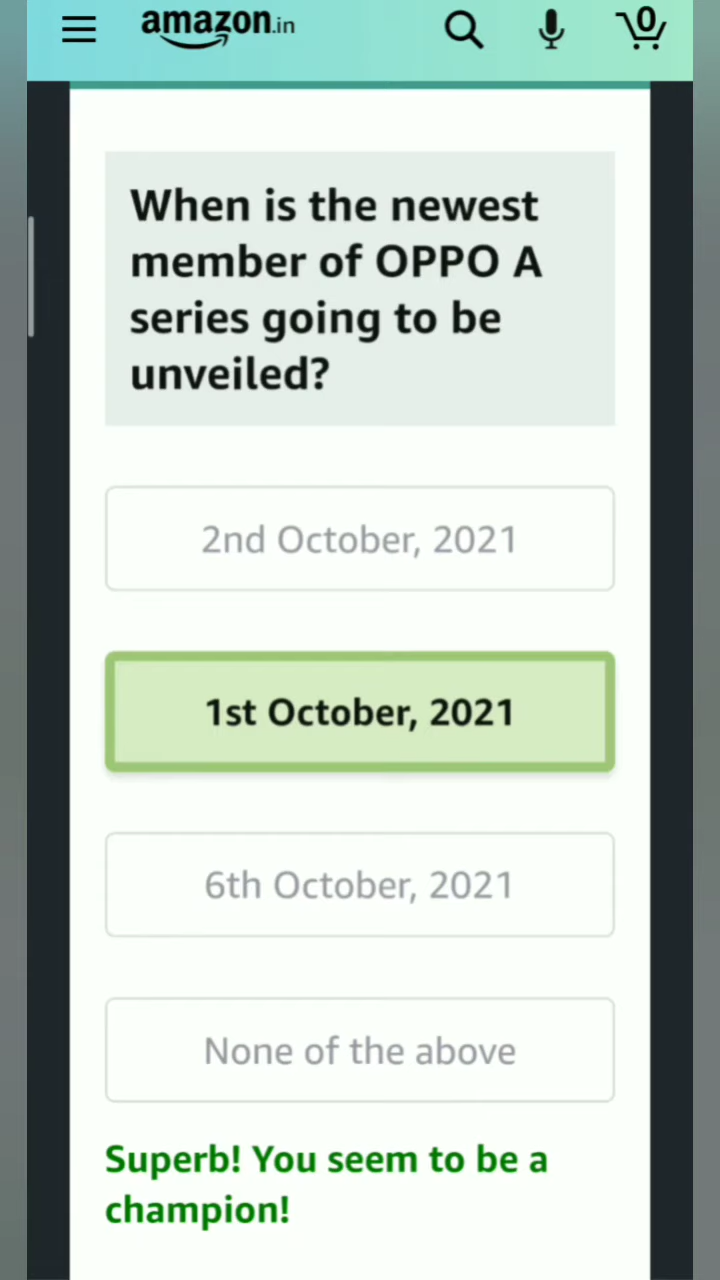 amazon.in
0
When is the newest
member of OPPO A
series going to be
unveiled?
2nd October, 2021
1st October, 2021
6th October, 2021
None of the above
Superb! You seem to be a
champion!